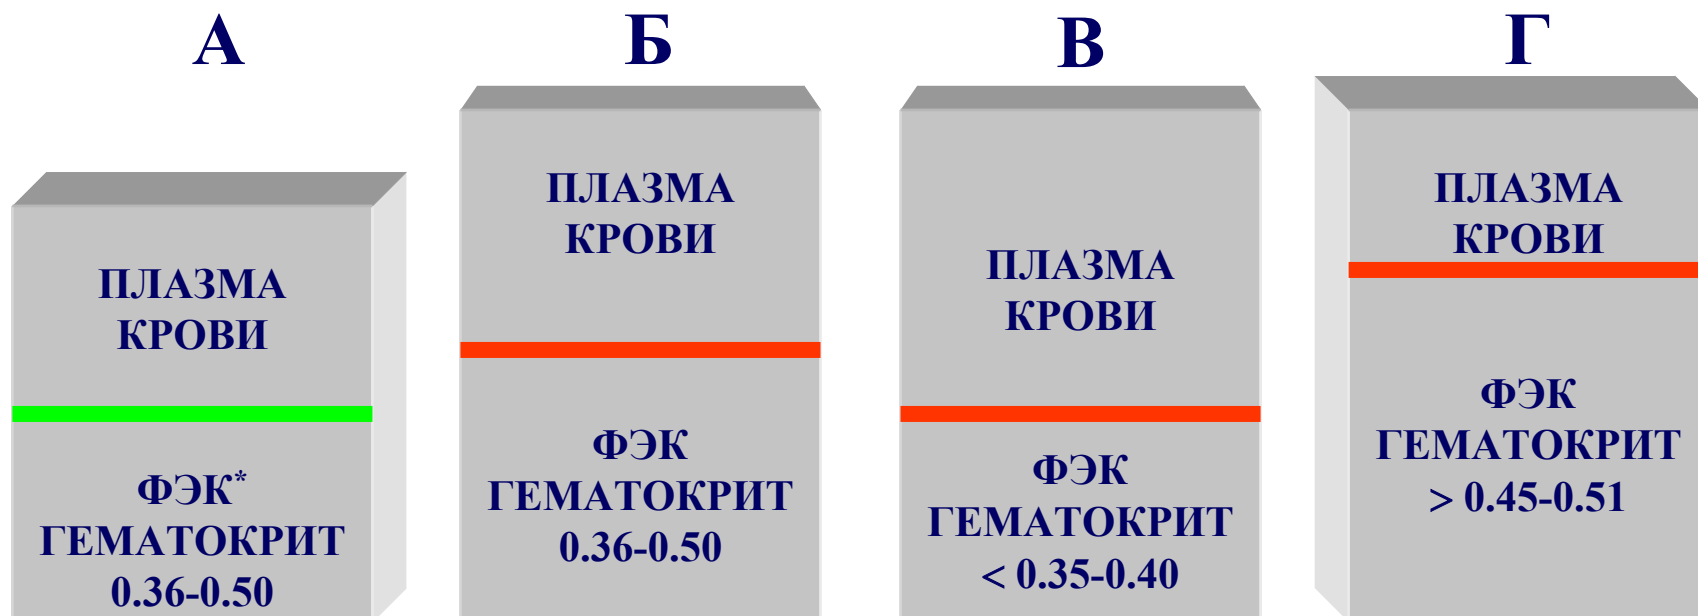 А
Б
В
Г
ПЛАЗМА
КРОВИ
ФЭК*
ГЕМАТОКРИТ
0.36-0.50
ПЛАЗМА
КРОВИ
ФЭК
ГЕМАТОКРИТ
0.36-0.50
ПЛАЗМА
КРОВИ
ФЭК
ГЕМАТОКРИТ
< 0.35-0.40
ПЛАЗМА
КРОВИ
ФЭК
ГЕМАТОКРИТ
> 0.45-0.51